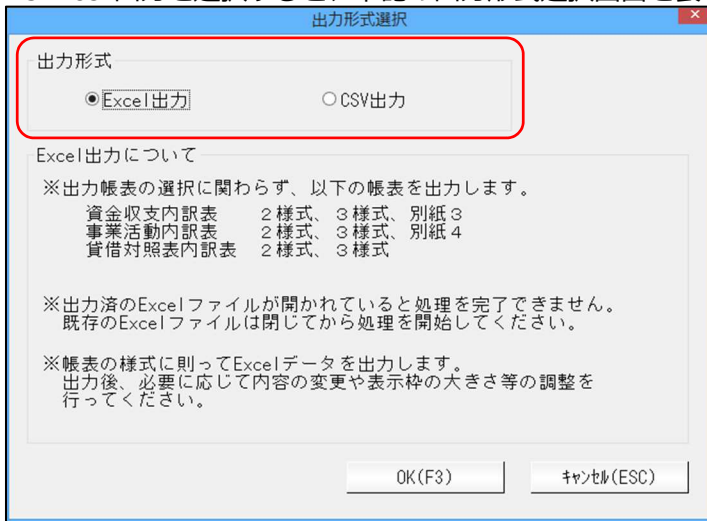 出力形式選択
出力形式
Excel出力
CSV出力
Excel出力について
※出力帳表の選択に関わらず、以下の帳表を出力します。
資金収支内訳表　２様式、３様式、別紙３
事業活動内訳表　２様式、３様式、別紙４
貸借対照表内訳表　２様式、３様式
※出力済のExcelファイルが開かれていると処理を完了できません。
既存のExcelファイルは閉じてから処理を開始してください。
※帳表の様式に則ってExcelデータを出力します。
出力後、必要に応じて内容の変更や表示枠の大きさ等の調整を
行ってください。
OK(F3)
ｷｬﾝｾﾙ(ESC)